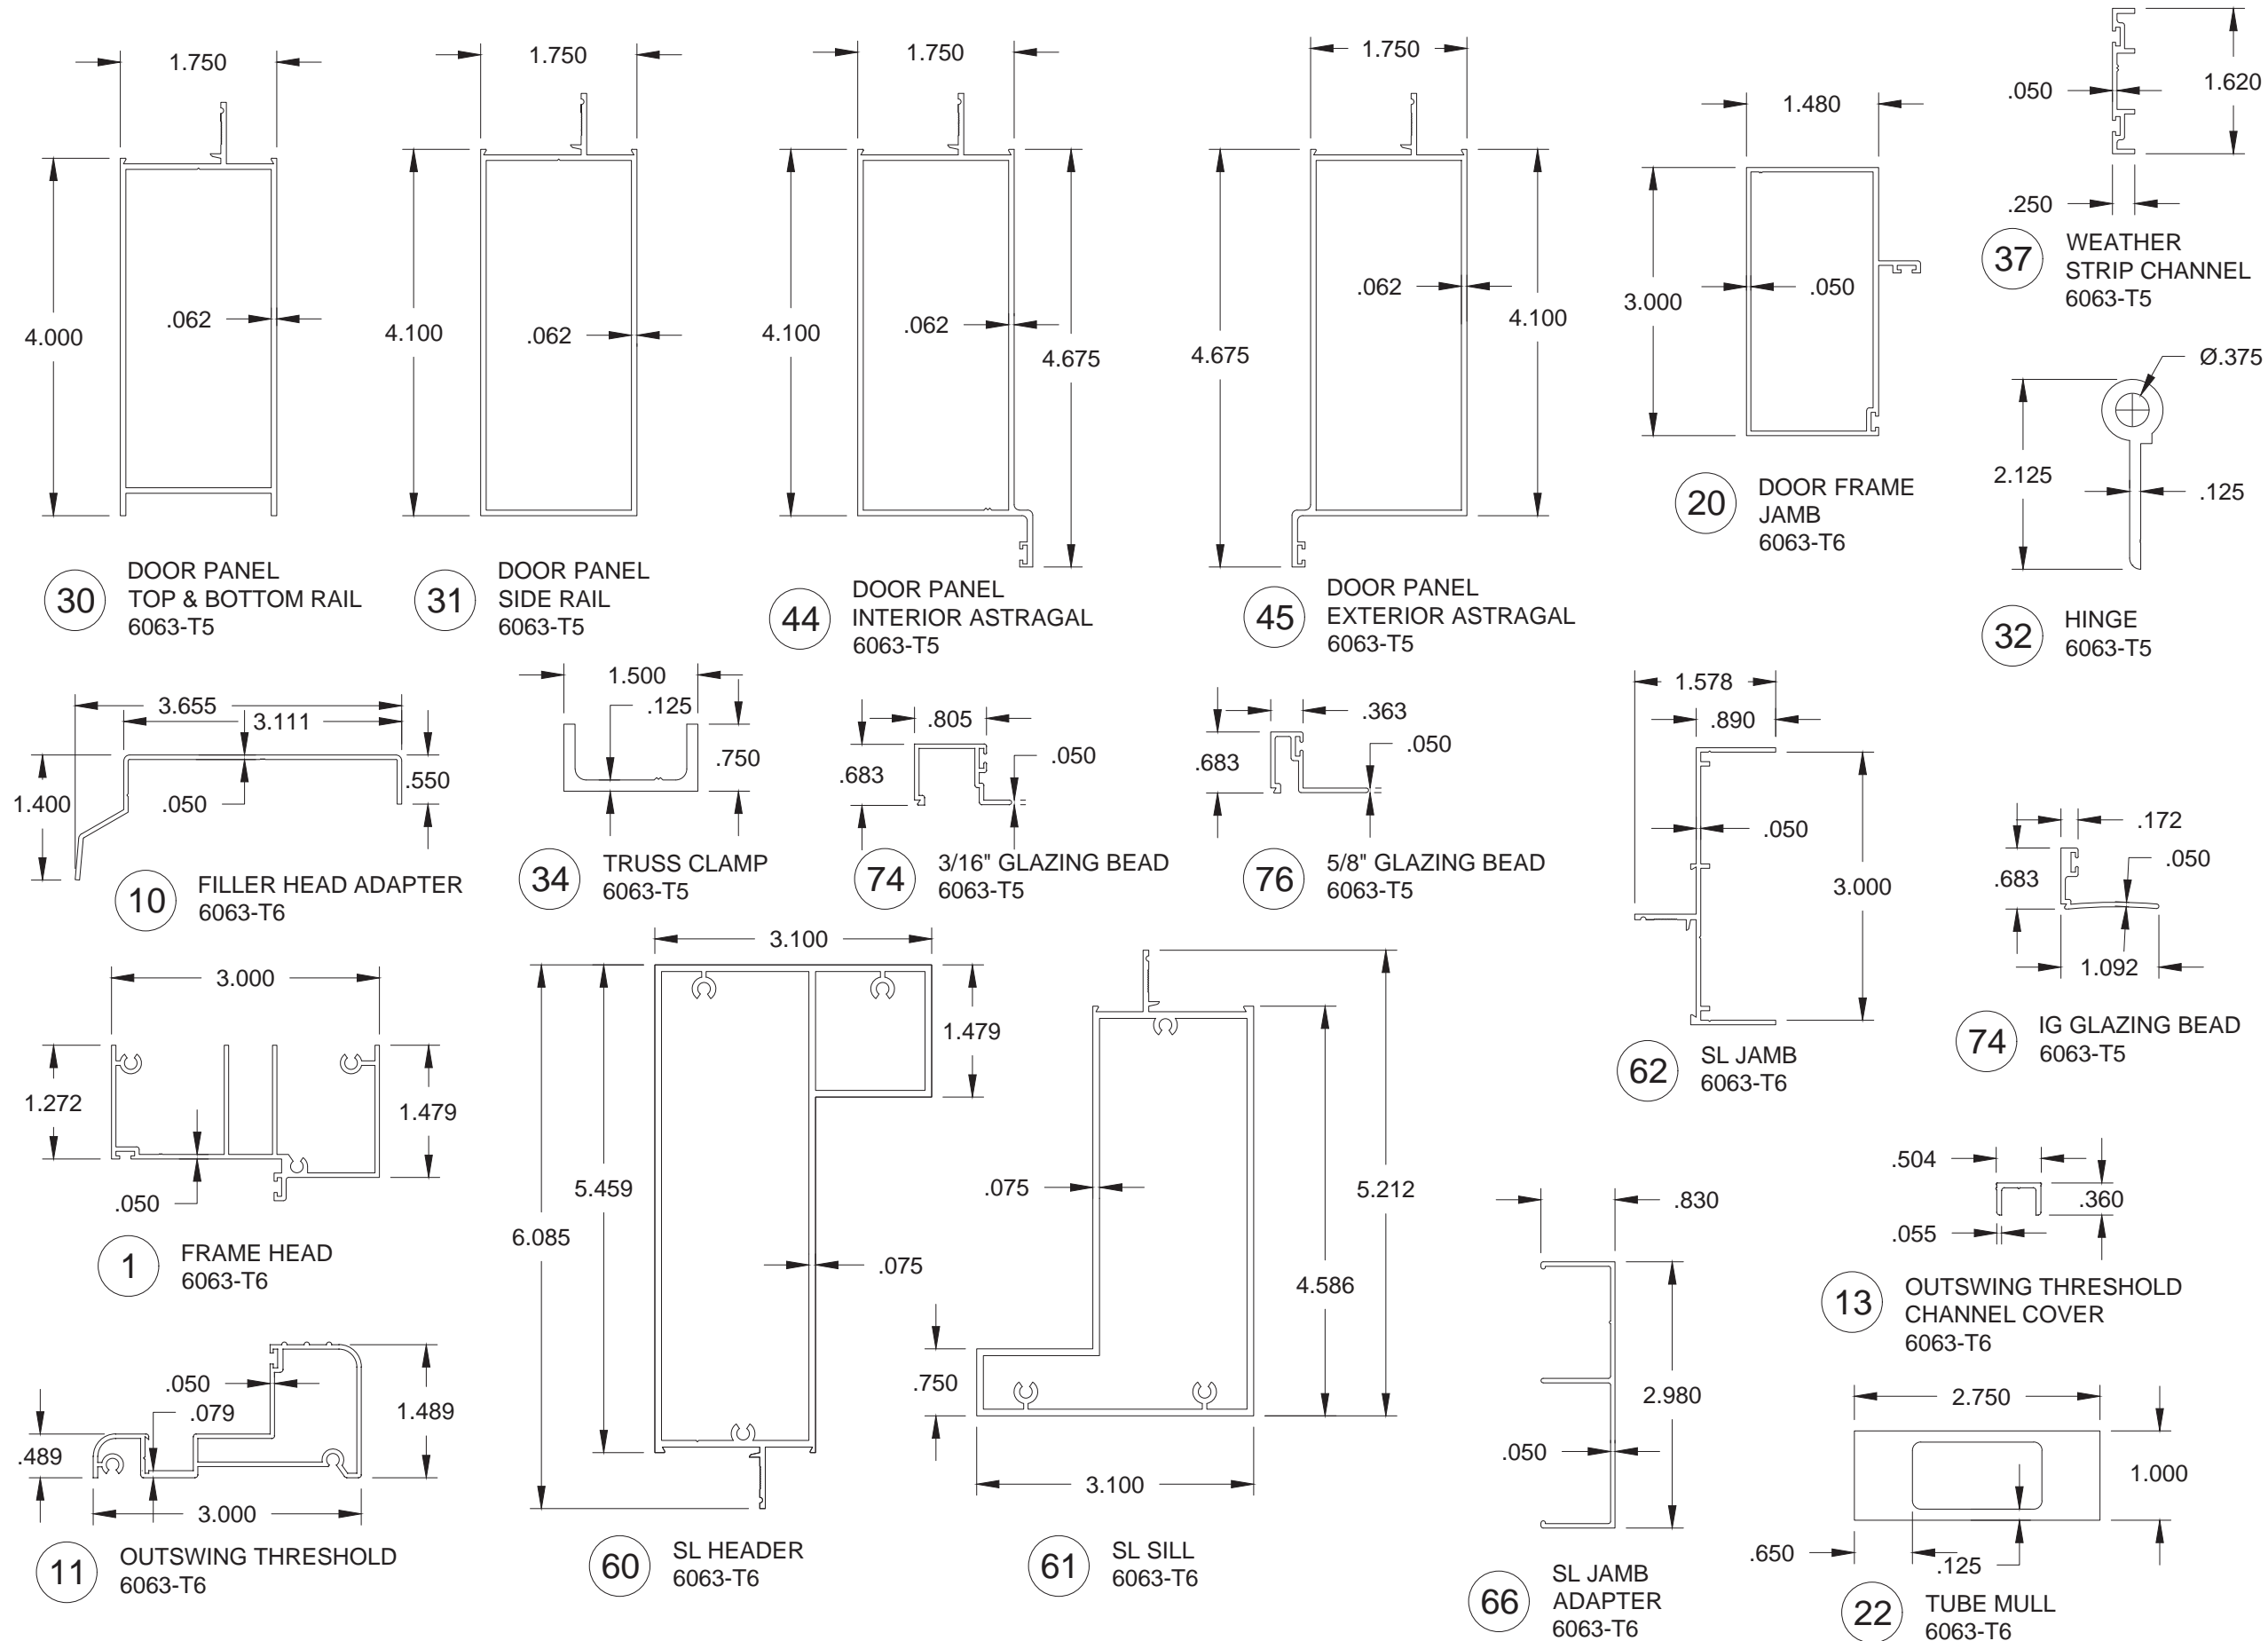 1.750
4.000
.062
30
DOOR PANEL
TOP & BOTTOM RAIL
6063-T5
1.750
4.100
.062
31
DOOR PANEL
SIDE RAIL
6063-T5
1.750
4.100
.062
4.675
44
DOOR PANEL
INTERIOR ASTRAGAL
6063-T5
1.750
4.675
.062
4.100
45
DOOR PANEL
EXTERIOR ASTRAGAL
6063-T5
1.480
3.000
.050
20
DOOR FRAME
JAMB
6063-T6
1.620
.050
.250
37
WEATHER
STRIP CHANNEL
6063-T5
Ø.375
2.125
.125
32
HINGE
6063-T5
3.655
3.111
.550
1.400
.050
10
FILLER HEAD ADAPTER
6063-T6
1.500
.125
.750
34
TRUSS CLAMP
6063-T5
.805
.050
.683
74
3/16" GLAZING BEAD
6063-T5
.363
.050
.683
76
5/8" GLAZING BEAD
6063-T5
1.578
.890
.050
3.000
62
SL JAMB
6063-T6
.172
.050
.683
1.092
74
IG GLAZING BEAD
6063-T5
3.000
1.272
1.479
.050
1
FRAME HEAD
6063-T6
3.100
1.479
5.459
6.085
.075
60
SL HEADER
6063-T6
.075
5.212
4.586
.750
3.100
61
SL SILL
6063-T6
.830
2.980
.050
66
SL JAMB
ADAPTER
6063-T6
.504
.360
.055
13
OUTSWING THRESHOLD
CHANNEL COVER
6063-T6
.050
.079
1.489
.489
3.000
11
OUTSWING THRESHOLD
6063-T6
2.750
1.000
.650
.125
22
TUBE MULL
6063-T6